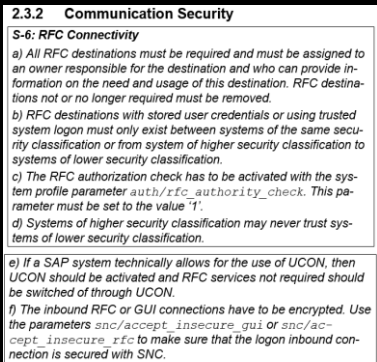 2.3.2 Communication Security
S-6: RFC Connectivity
a) All RFC destinations must be required and must be assigned to
an owner responsible for the destination and who can provide in-
formation on the need and usage of this destination. RFC destina-
tions not or no longer required must be removed.
b) RFC destinations with stored user credentials or using trusted
system logon must only exist between systems of the same secu-
rity classification or from system of higher security classification to
systems of lower security classification.
c) The RFC authorization check has to be activated with the sys-
tem profile parameter auth/rfc_authority_check. This pa-
rameter must be set to the value '1'.
d) Systems of higher security classification may never trust sys-
tems of lower security classification.
e) If a SAP system technically allows for the use of UCON, then
UCON should be activated and RFC services not required should
be switched of through UCON.
f) The inbound RFC or GUI connections have to be encrypted. Use
the parameters snc/accept_insecure_gui or snc/ac-
cept_insecure_rfc to make sure that the logon inbound con-
nection is secured with SNC.